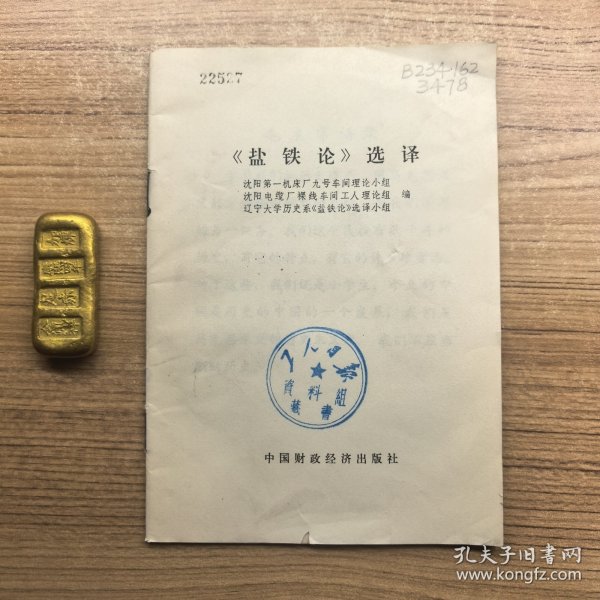 22527
B234·162
3478
《盐铁论》选译
沈阳第一机床厂九号车间理论小组
沈阳电缆厂裸线车间工人理论组 编
辽宁大学历史系《盐铁论》选译小组
工人日报
资料組
藏書
中国财政经济出版社
孔夫子旧书网
www.kongfz.com